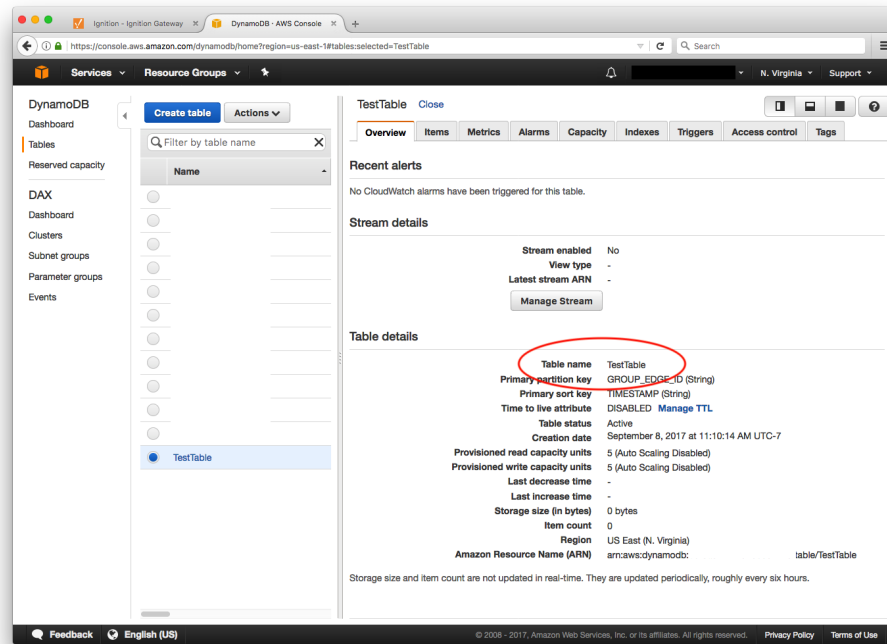 Ignition - Ignition Gateway × DynamoDB · AWS Console × +
https://console.aws.amazon.com/dynamodb/home?region=us-east-1#tables:selected=TestTable Search
Services Resource Groups N. Virginia Support
DynamoDB
Dashboard
Tables
Reserved capacity
DAX
Dashboard
Clusters
Subnet groups
Parameter groups
Events
Create table Actions
Filter by table name
Name
TestTable
TestTable Close
Overview Items Metrics Alarms Capacity Indexes Triggers Access control Tags
Recent alerts
No CloudWatch alarms have been triggered for this table.
Stream details
Stream enabled No
View type -
Latest stream ARN -
Manage Stream
Table details
Table name TestTable
Primary partition key GROUP_EDGE_ID (String)
Primary sort key TIMESTAMP (String)
Time to live attribute DISABLED Manage TTL
Table status Active
Creation date September 8, 2017 at 11:10:14 AM UTC-7
Provisioned read capacity units 5 (Auto Scaling Disabled)
Provisioned write capacity units 5 (Auto Scaling Disabled)
Last decrease time -
Last increase time -
Storage size (in bytes) 0 bytes
Item count 0
Region US East (N. Virginia)
Amazon Resource Name (ARN) arn:aws:dynamodb: table/TestTable
Storage size and item count are not updated in real-time. They are updated periodically, roughly every six hours.
Feedback English (US) © 2008 - 2017, Amazon Web Services, Inc. or its affiliates. All rights reserved. Privacy Policy Terms of Use